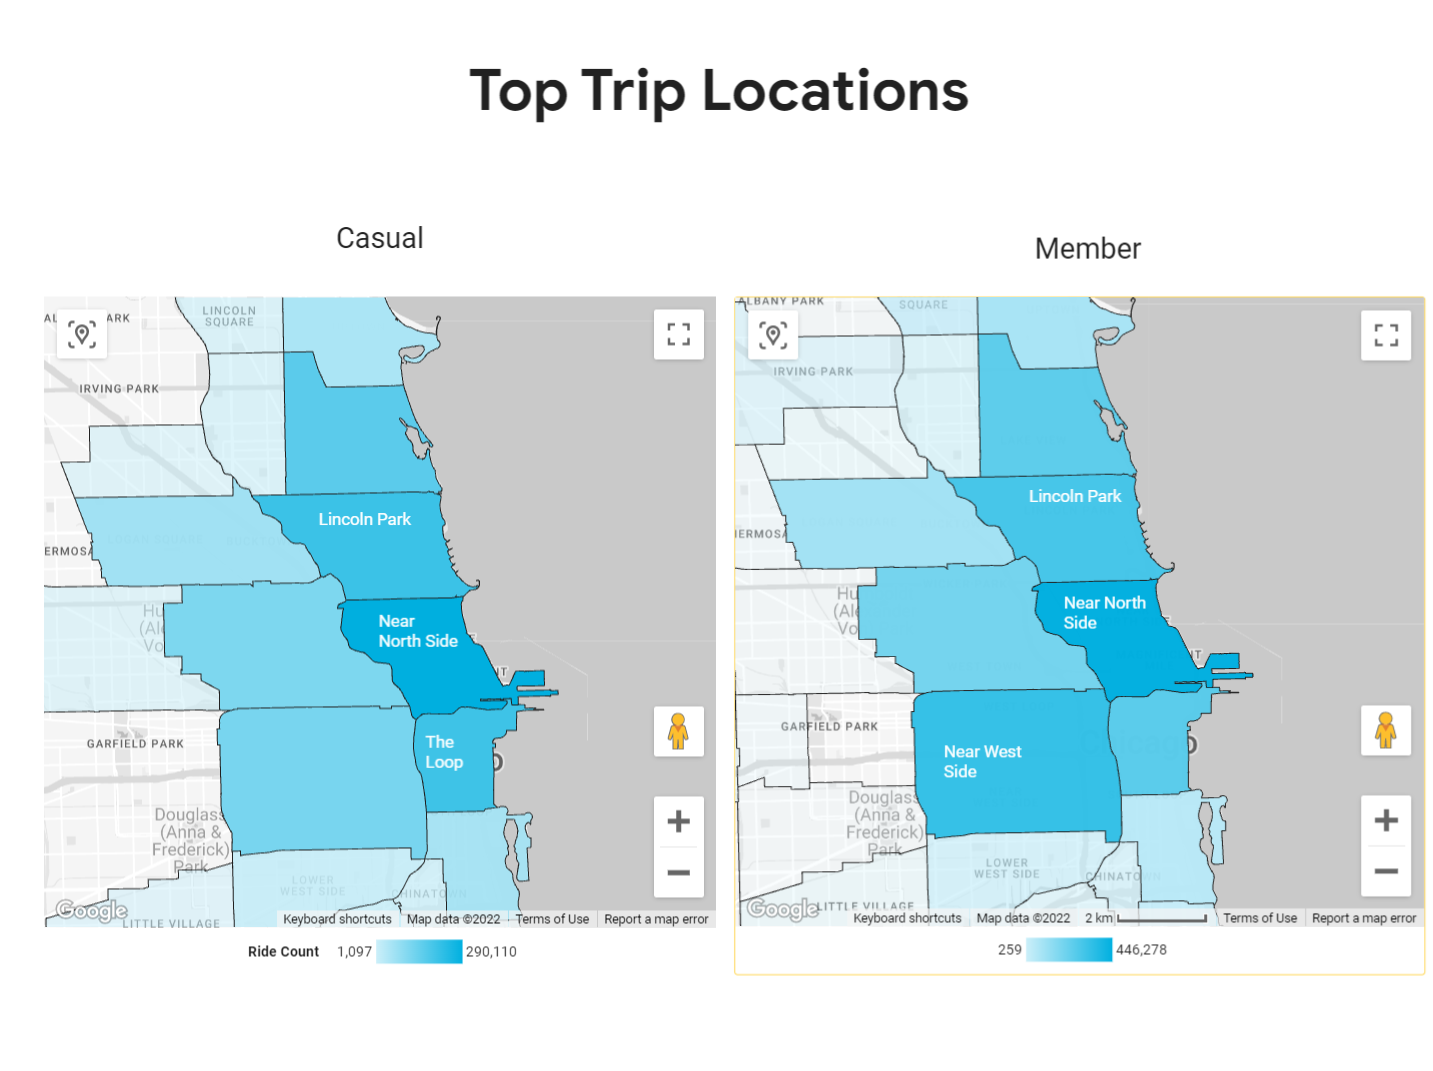 Top Trip Locations
Casual
LINCOLN
SQUARE
IRVING PARK
Lincoln Park
ERMOSA
Near
North Side
GARFIELD PARK
The
Loop
Douglass
(Anna &
Frederick)
Park
LOWER
WEST SIDE
CHINATOWN
LITTLE VILLAGE
Google
Keyboard shortcuts
Map data ©2022
Terms of Use
Report a map error
Ride Count 1,097 290,110
Member
ALBANY PARK
SQUARE
IRVING PARK
Lincoln Park
ERMOSA
Near North
Side
GARFIELD PARK
Near West
Side
Douglass
(Anna &
Frederick)
Park
LOWER
WEST SIDE
CHINATOWN
LITTLE VILLAGE
Google
Keyboard shortcuts
Map data ©2022
2 km
Terms of Use
Report a map error
259 446,278